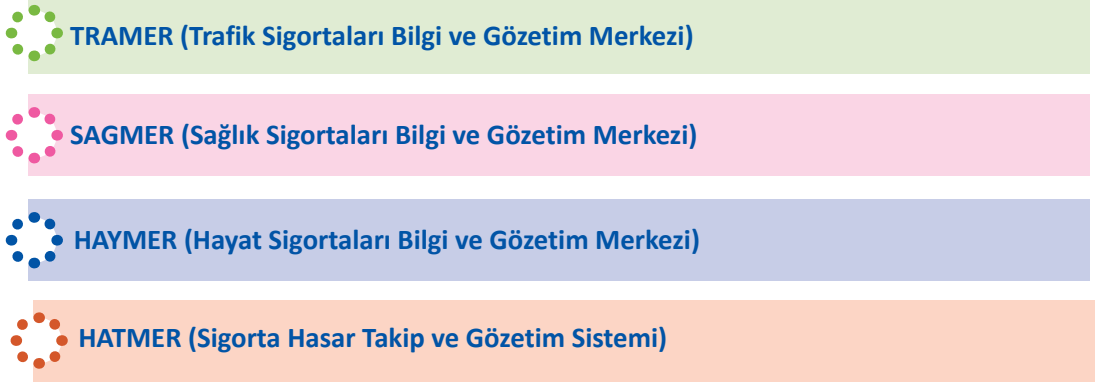 TRAMER (Trafik Sigortaları Bilgi ve Gözetim Merkezi)
SAGMER (Sağlık Sigortaları Bilgi ve Gözetim Merkezi)
HAYMER (Hayat Sigortaları Bilgi ve Gözetim Merkezi)
HATMER (Sigorta Hasar Takip ve Gözetim Sistemi)